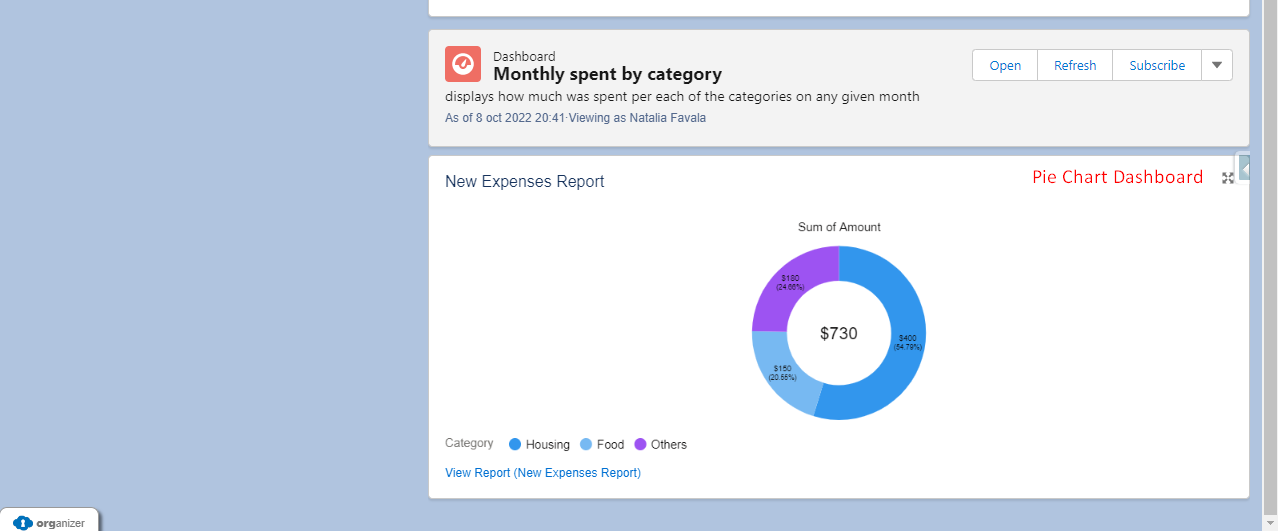 Dashboard
Monthly spent by category
displays how much was spent per each of the categories on any given month
As of 8 oct 2022 20:41·Viewing as Natalia Favala
Open Refresh Subscribe
New Expenses Report
Pie Chart Dashboard
Sum of Amount
$180
(24.66%)
$730
$400
(54.79%)
$150
(20.55%)
Category Housing Food Others
View Report (New Expenses Report)
organizer